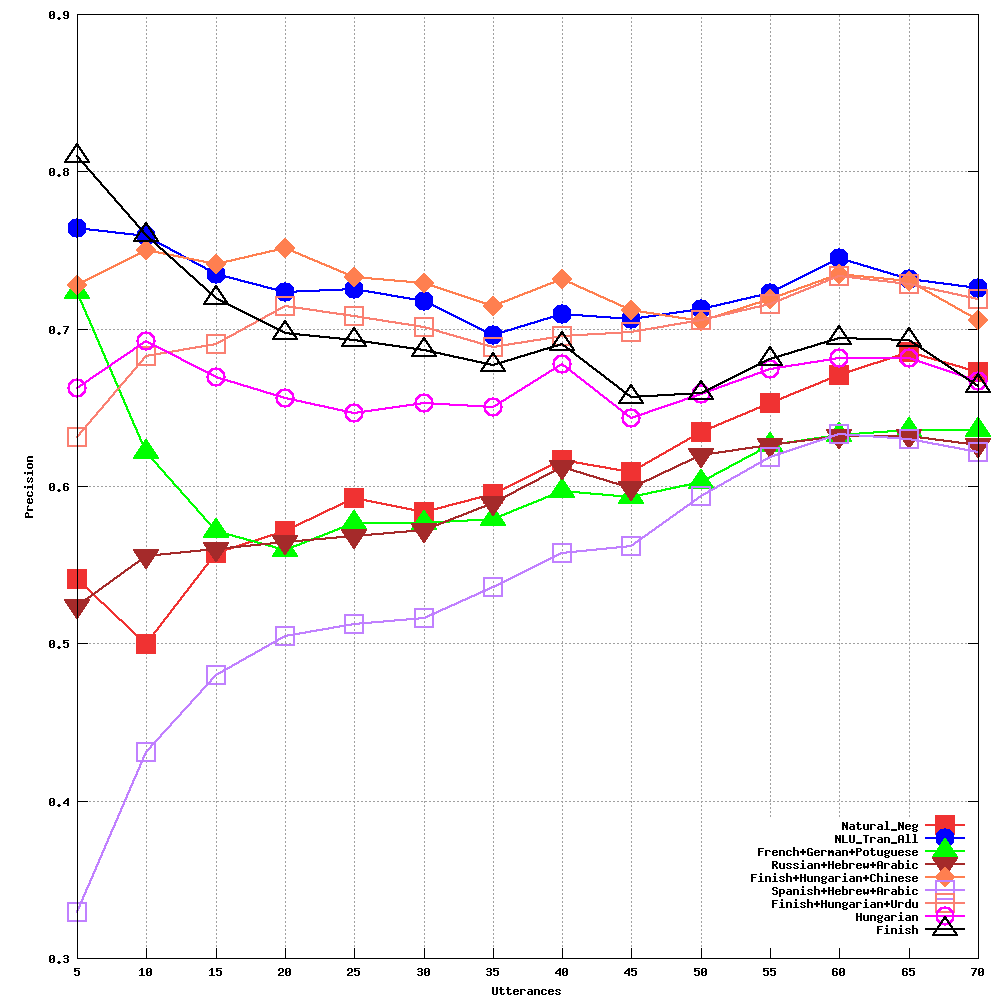 0.9
0.8
0.7
0.6
0.5
0.4
0.3
Precision
Natural_Neg
NLU_Tran_All
French+German+Potuguese
Russian+Hebrew+Arabic
Finish+Hungarian+Chinese
Spanish+Hebrew+Arabic
Finish+Hungarian+Urdu
Hungarian
Finish
5 10 15 20 25 30 35 40 45 50 55 60 65 70
Utterances